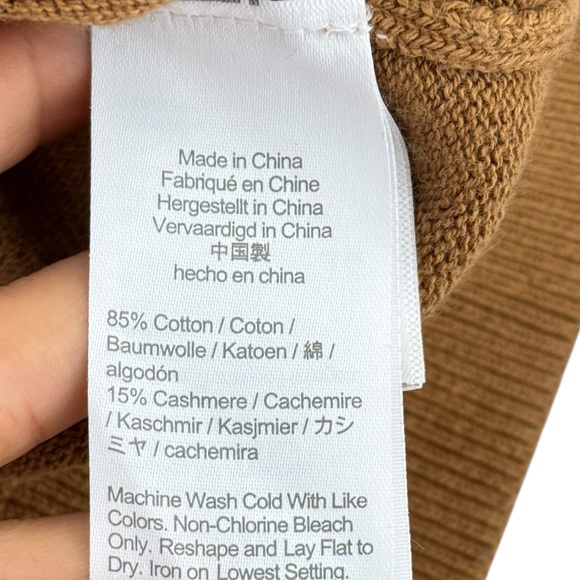 Made in China
Fabriqué en Chine
Hergestellt in China
Vervaardigd in China
中国製
hecho en china
85% Cotton / Coton /
Baumwolle / Katoen / 綿 /
algodón
15% Cashmere / Cachemire
/ Kaschmir / Kasjmier / カシ
ミヤ / cachemira
Machine Wash Cold With Like
Colors. Non-Chlorine Bleach
Only. Reshape and Lay Flat to
Dry. Iron on Lowest Setting.